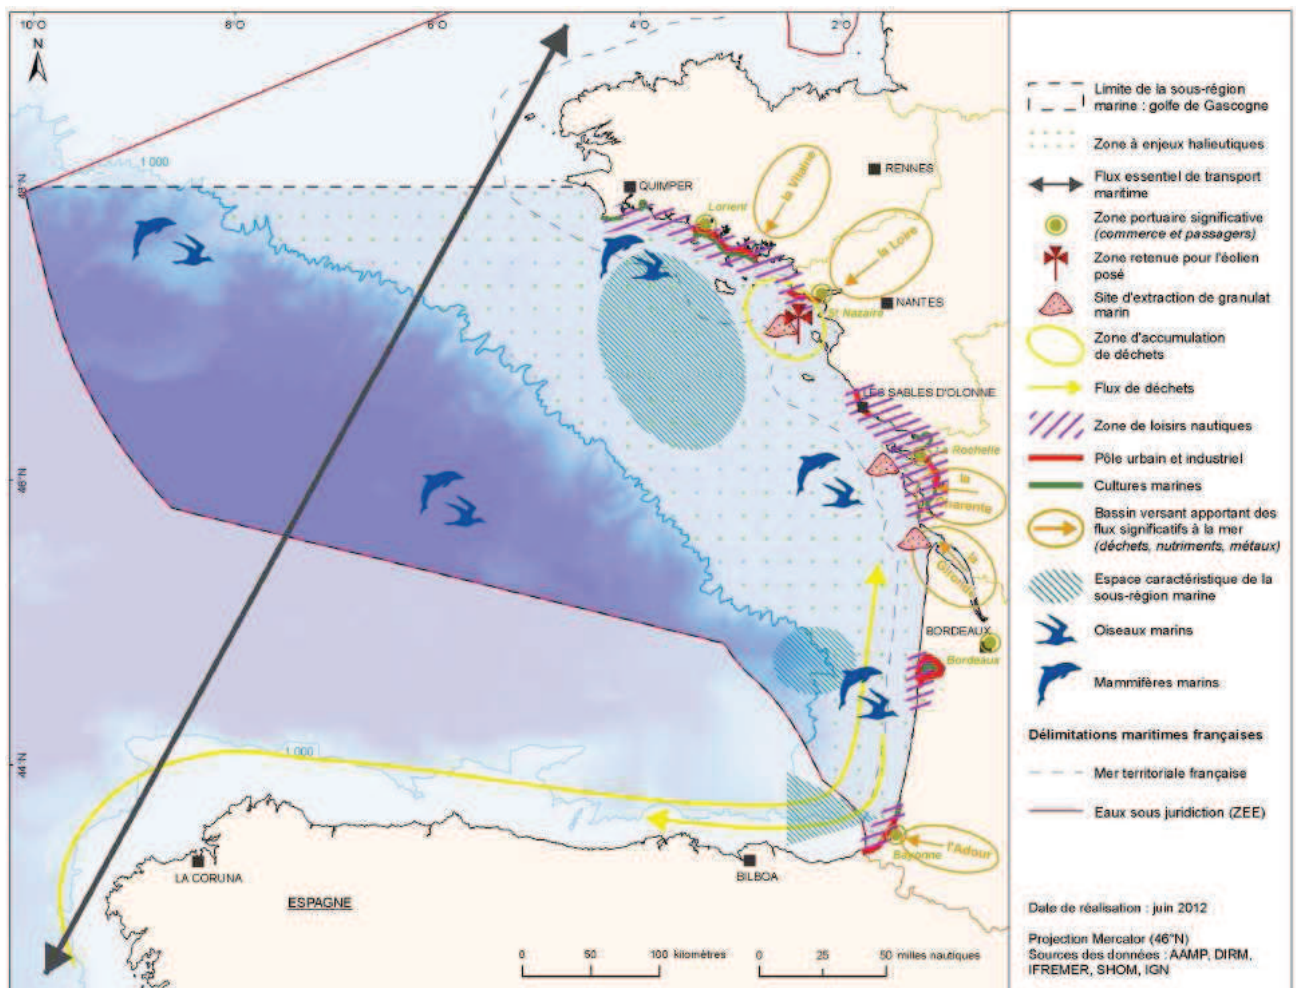 10°O
8°O
6°O
4°O
2°O
N
1 000
48°N
QUIMPER
RENNES
la Vilaine
Lorient
la Loire
NANTES
St Nazaire
LES SABLES D'OLONNE
La Rochelle
46°N
la
Charente
la
Gironde
BORDEAUX
Bordeaux
44°N
1 000
Bayonne
l'Adour
LA CORUNA
BILBOA
ESPAGNE
0 50 100 kilomètres
0 25 50 milles nautiques
Limite de la sous-région
marine : golfe de Gascogne
Zone à enjeux halieutiques
Flux essentiel de transport
maritime
Zone portuaire significative
(commerce et passagers)
Zone retenue pour l'éolien
posé
Site d'extraction de granulat
marin
Zone d'accumulation
de déchets
Flux de déchets
Zone de loisirs nautiques
Pôle urbain et industriel
Cultures marines
Bassin versant apportant des
flux significatifs à la mer
(déchets, nutriments, métaux)
Espace caractéristique de la
sous-région marine
Oiseaux marins
Mammifères marins
Délimitations maritimes françaises
Mer territoriale française
Eaux sous juridiction (ZEE)
Date de réalisation : juin 2012
Projection Mercator (46°N)
Sources des données : AAMP, DIRM,
IFREMER, SHOM, IGN